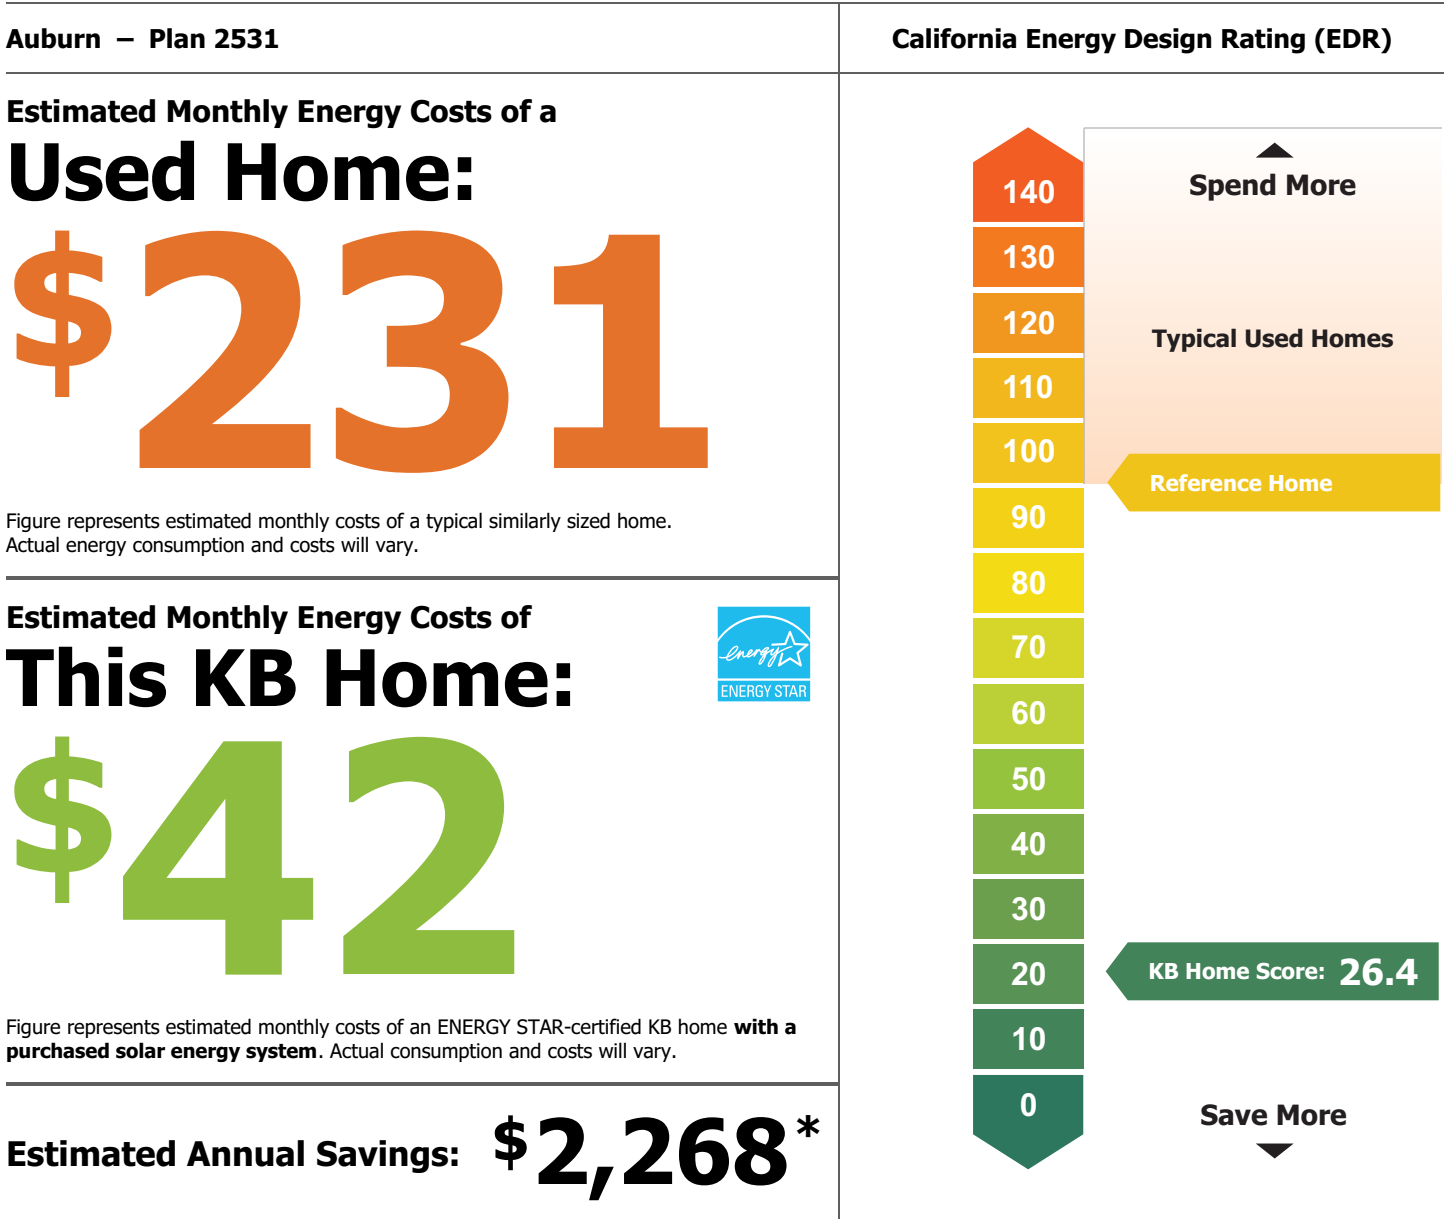 Auburn – Plan 2531
Estimated Monthly Energy Costs of a
Used Home:
$231
Figure represents estimated monthly costs of a typical similarly sized home.
Actual energy consumption and costs will vary.
Estimated Monthly Energy Costs of
This KB Home:
energy
ENERGY STAR
$42
Figure represents estimated monthly costs of an ENERGY STAR-certified KB home with a
purchased solar energy system. Actual consumption and costs will vary.
Estimated Annual Savings: $2,268*
California Energy Design Rating (EDR)
140
130
120
110
100
90
80
70
60
50
40
30
20
10
0
Spend More
Typical Used Homes
Reference Home
KB Home Score: 26.4
Save More